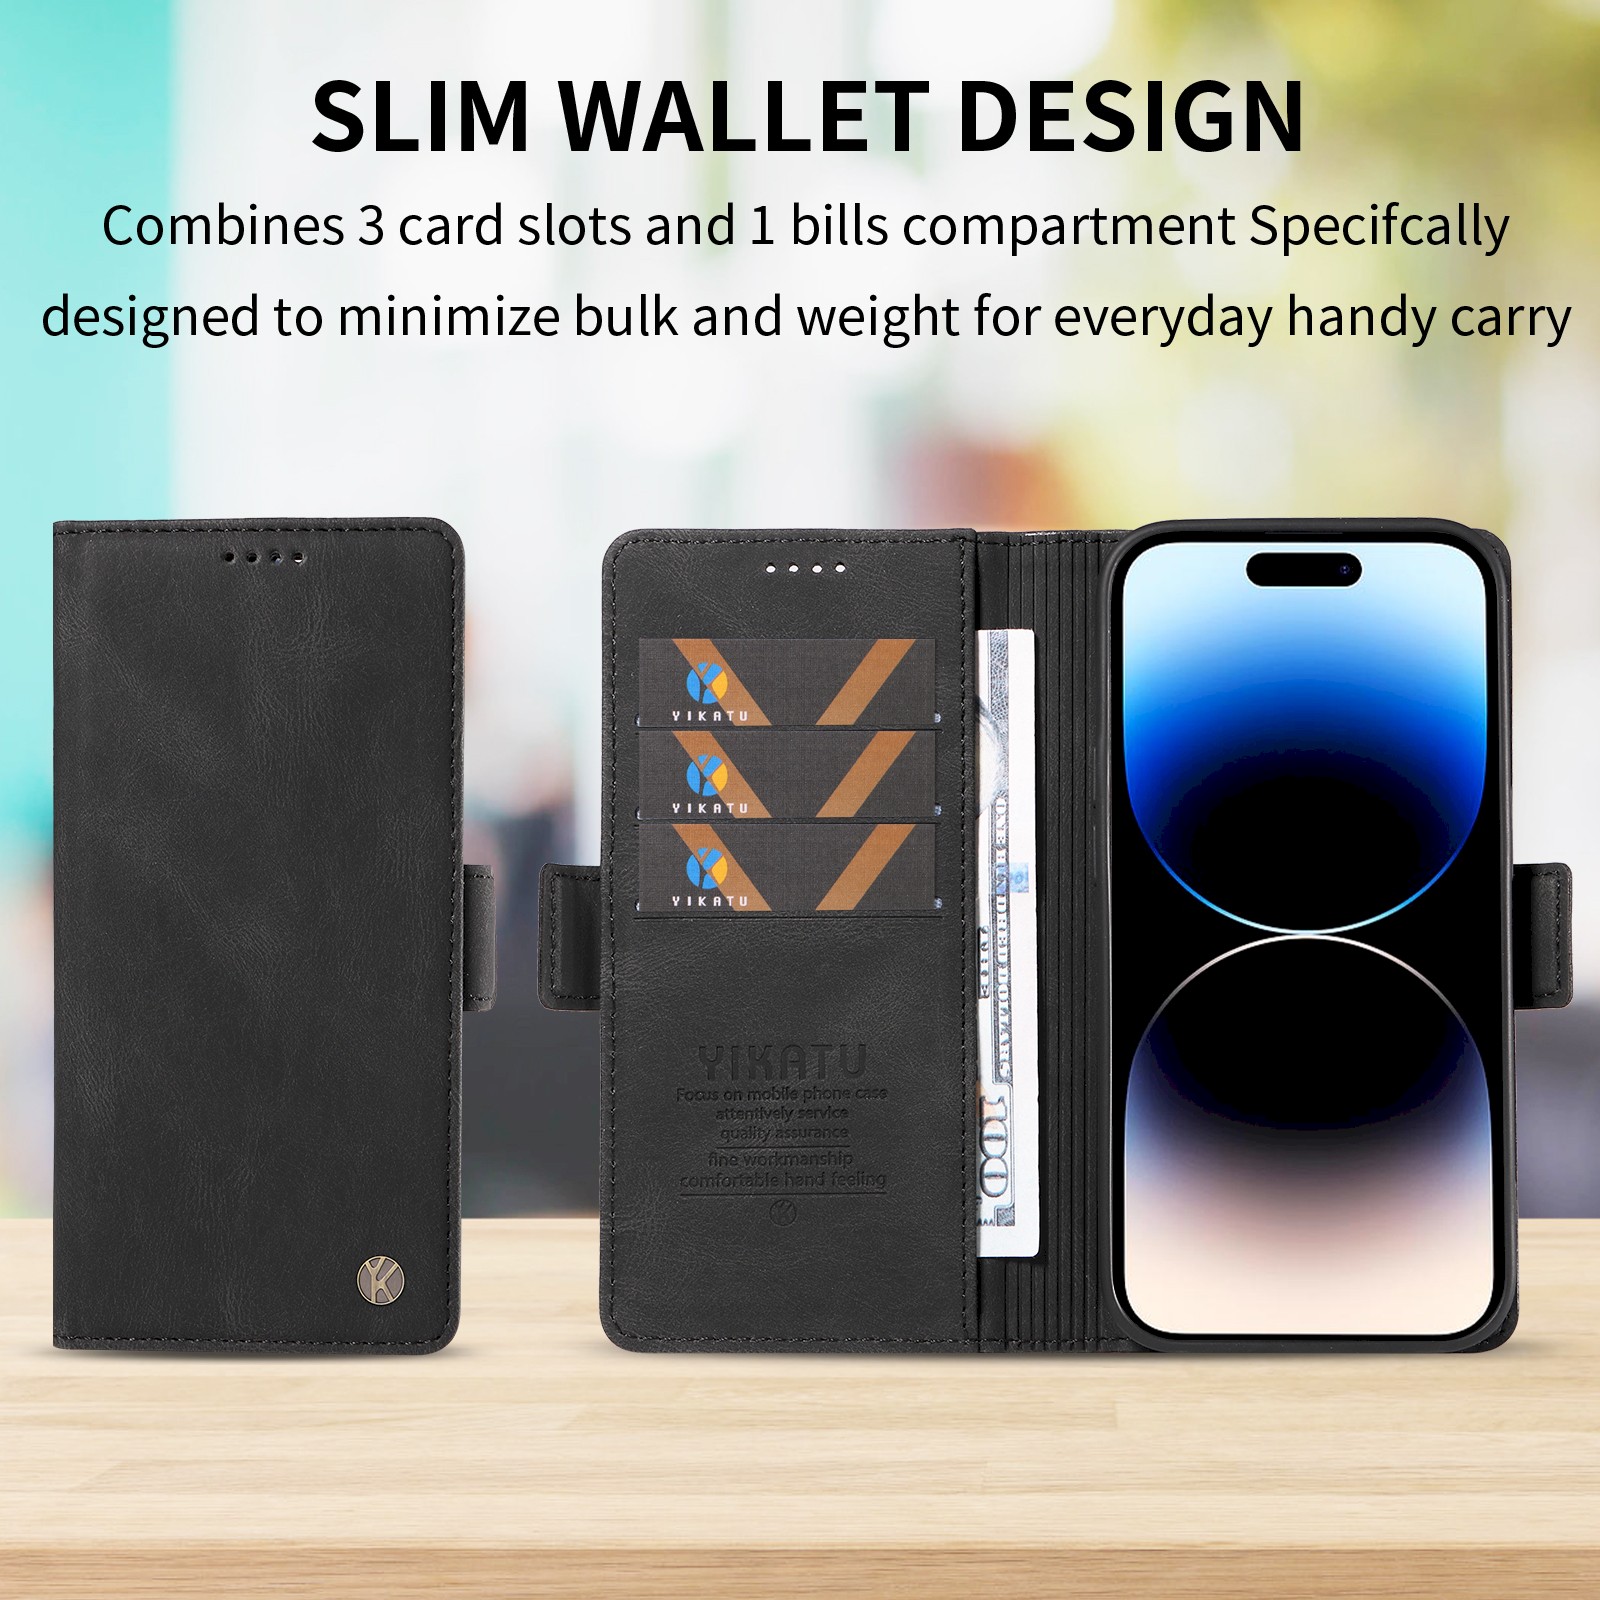 SLIM WALLET DESIGN
Combines 3 card slots and 1 bills compartment Specifcally
designed to minimize bulk and weight for everyday handy carry
YIKATU
YIKATU
YIKATU
100
YIKATU
Focus on mobile phone case
attentively service
quality assurance
fine workmanship
comfortable hand feeling